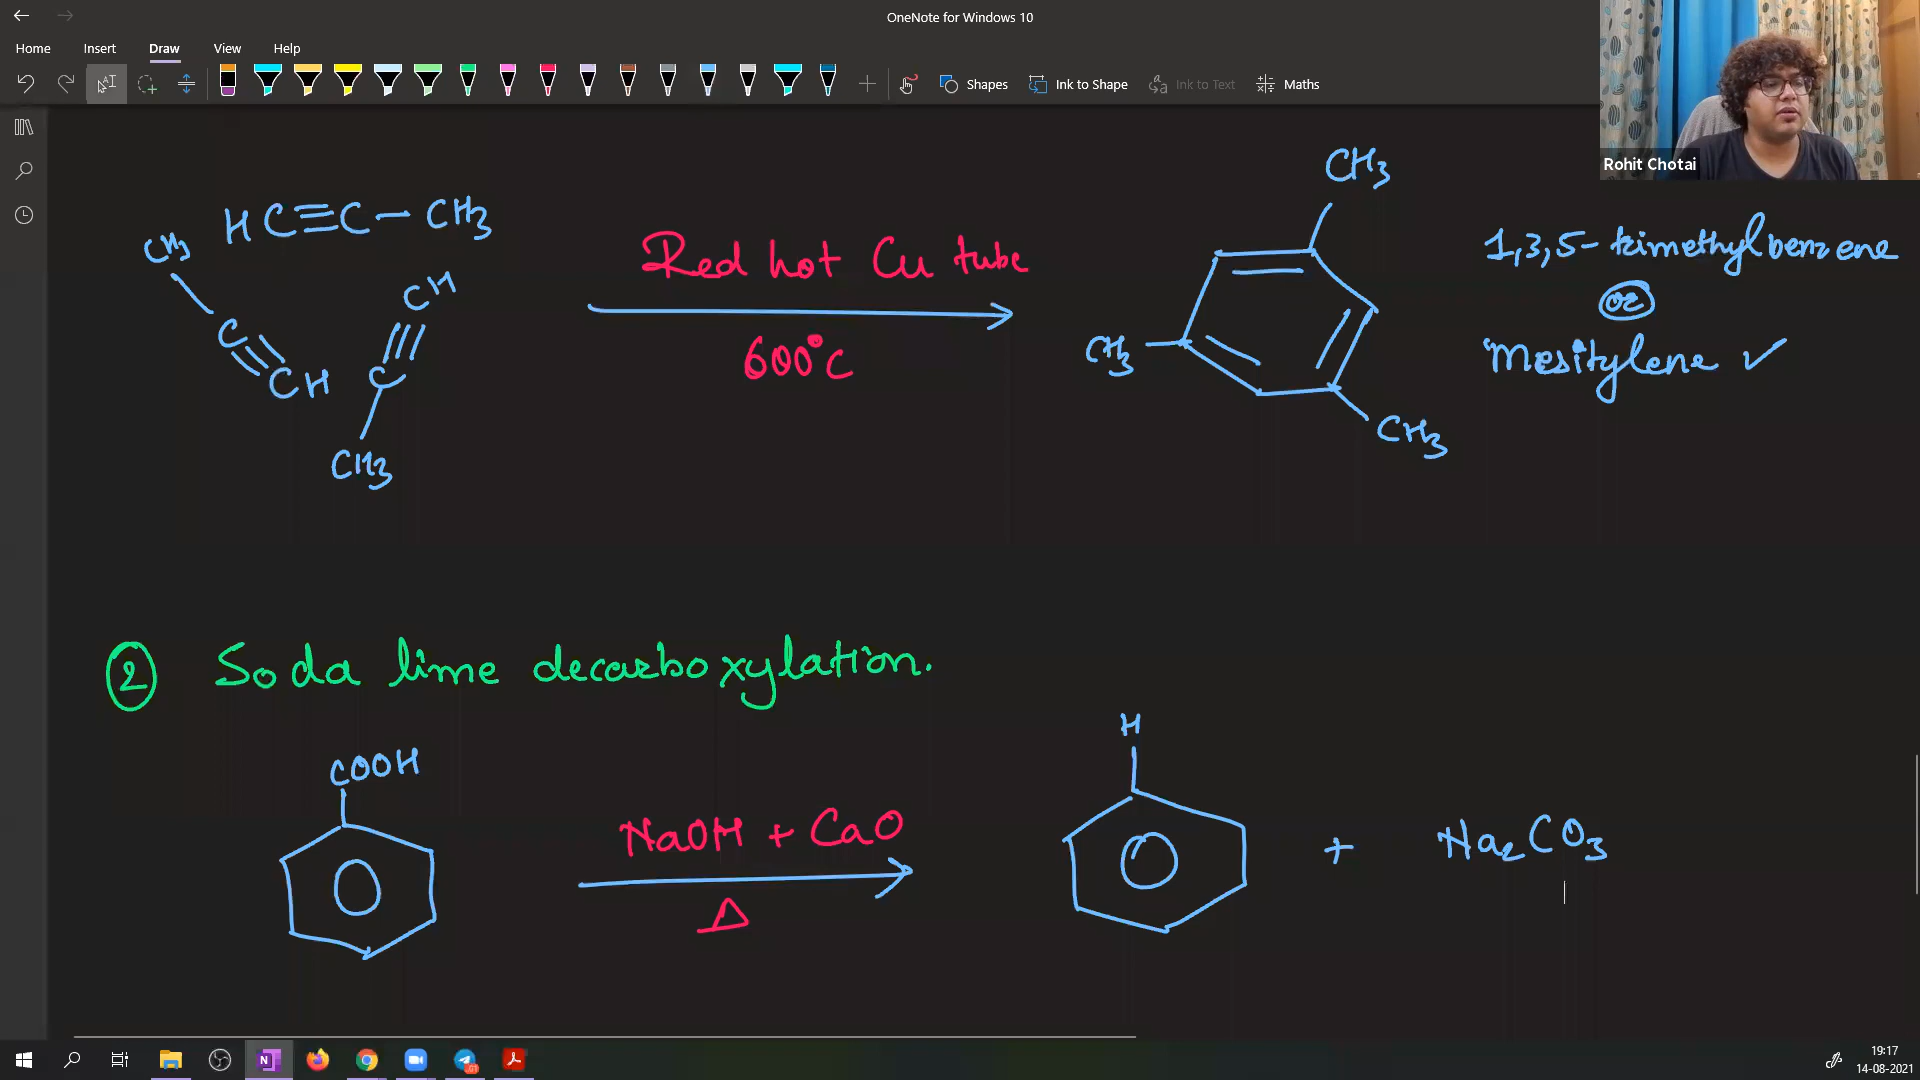 OneNote for Windows 10
Home Insert Draw View Help
Shapes Ink to Shape Ink to Text Maths
Rohit Chotai
CH3
HC≡C-CH3
CH3
CH
C
CH
C
CH3
Red hot Cu tube
600°C
CH3
CH3
CH3
1,3,5-trimethylbenzene
or
Mesitylene ✓
② Soda lime decarboxylation.
COOH
NaOH + CaO
Δ
H
+ Na2CO3
19:17
14-08-2021